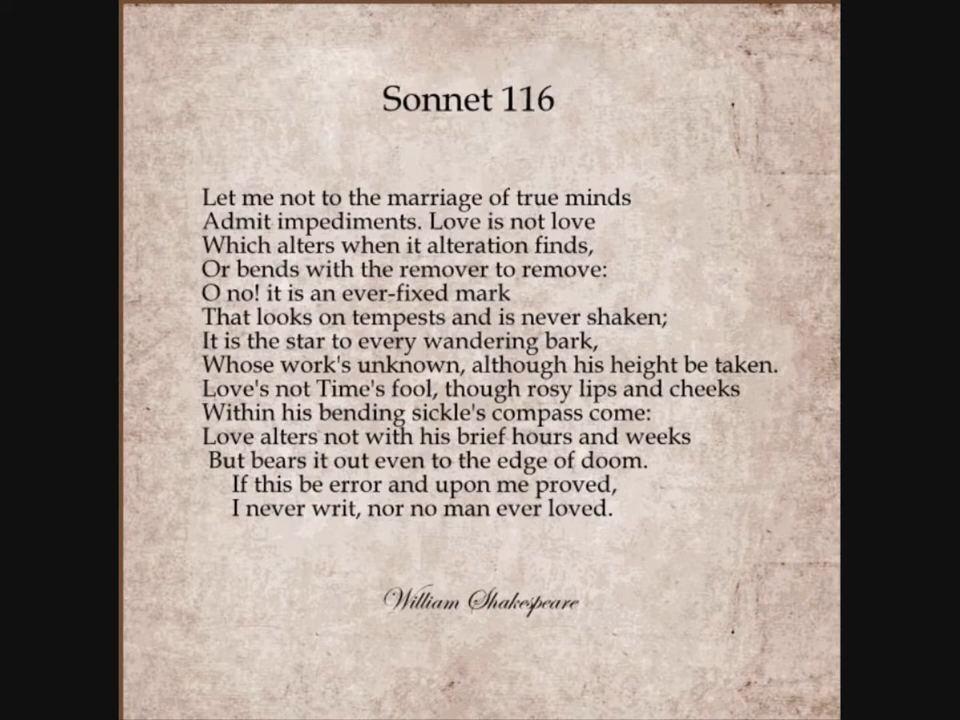 Sonnet 116
Let me not to the marriage of true minds
Admit impediments. Love is not love
Which alters when it alteration finds,
Or bends with the remover to remove:
O no! it is an ever-fixed mark
That looks on tempests and is never shaken;
It is the star to every wandering bark,
Whose work's unknown, although his height be taken.
Love's not Time's fool, though rosy lips and cheeks
Within his bending sickle's compass come:
Love alters not with his brief hours and weeks
But bears it out even to the edge of doom.
If this be error and upon me proved,
I never writ, nor no man ever loved.
William Shakespeare